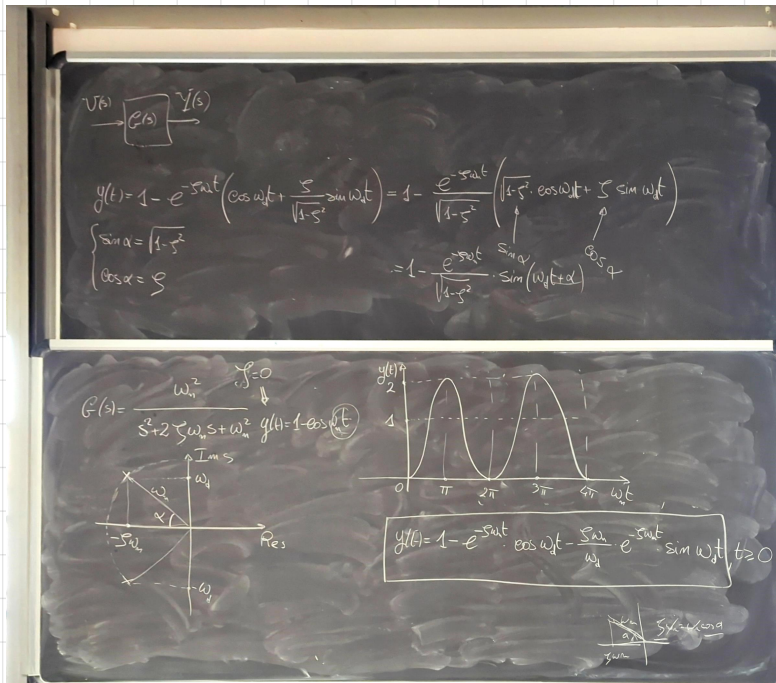 U(s) G(s) Y(s)
y(t) = 1 - e^{-ζω_n t} ( cos ω_d t + ζ/√(1-ζ²) sin ω_d t ) = 1 - e^{-ζω_n t}/√(1-ζ²) ( √(1-ζ²) · cos ω_d t + ζ sin ω_d t )
{ sin α = √(1-ζ²)
cos α = ζ
sin α cos α
= 1 - e^{-ζω_n t}/√(1-ζ²) · sin(ω_d t + α)
G(s) = ω_n² / (s² + 2ζω_n s + ω_n²)
ζ=0
⇓
y(t) = 1 - cos ω_n t
Im s
ω_d
ω_n
α
-ζω_n
Re s
ω_d
y(t)
2
1
0 π 2π 3π 4π ω_n t
y(t) = 1 - e^{-ζω_n t} · cos ω_d t - ζω_n/ω_d · e^{-ζω_n t} · sin ω_d t, t ≥ 0
ω_n
α
ζω_n